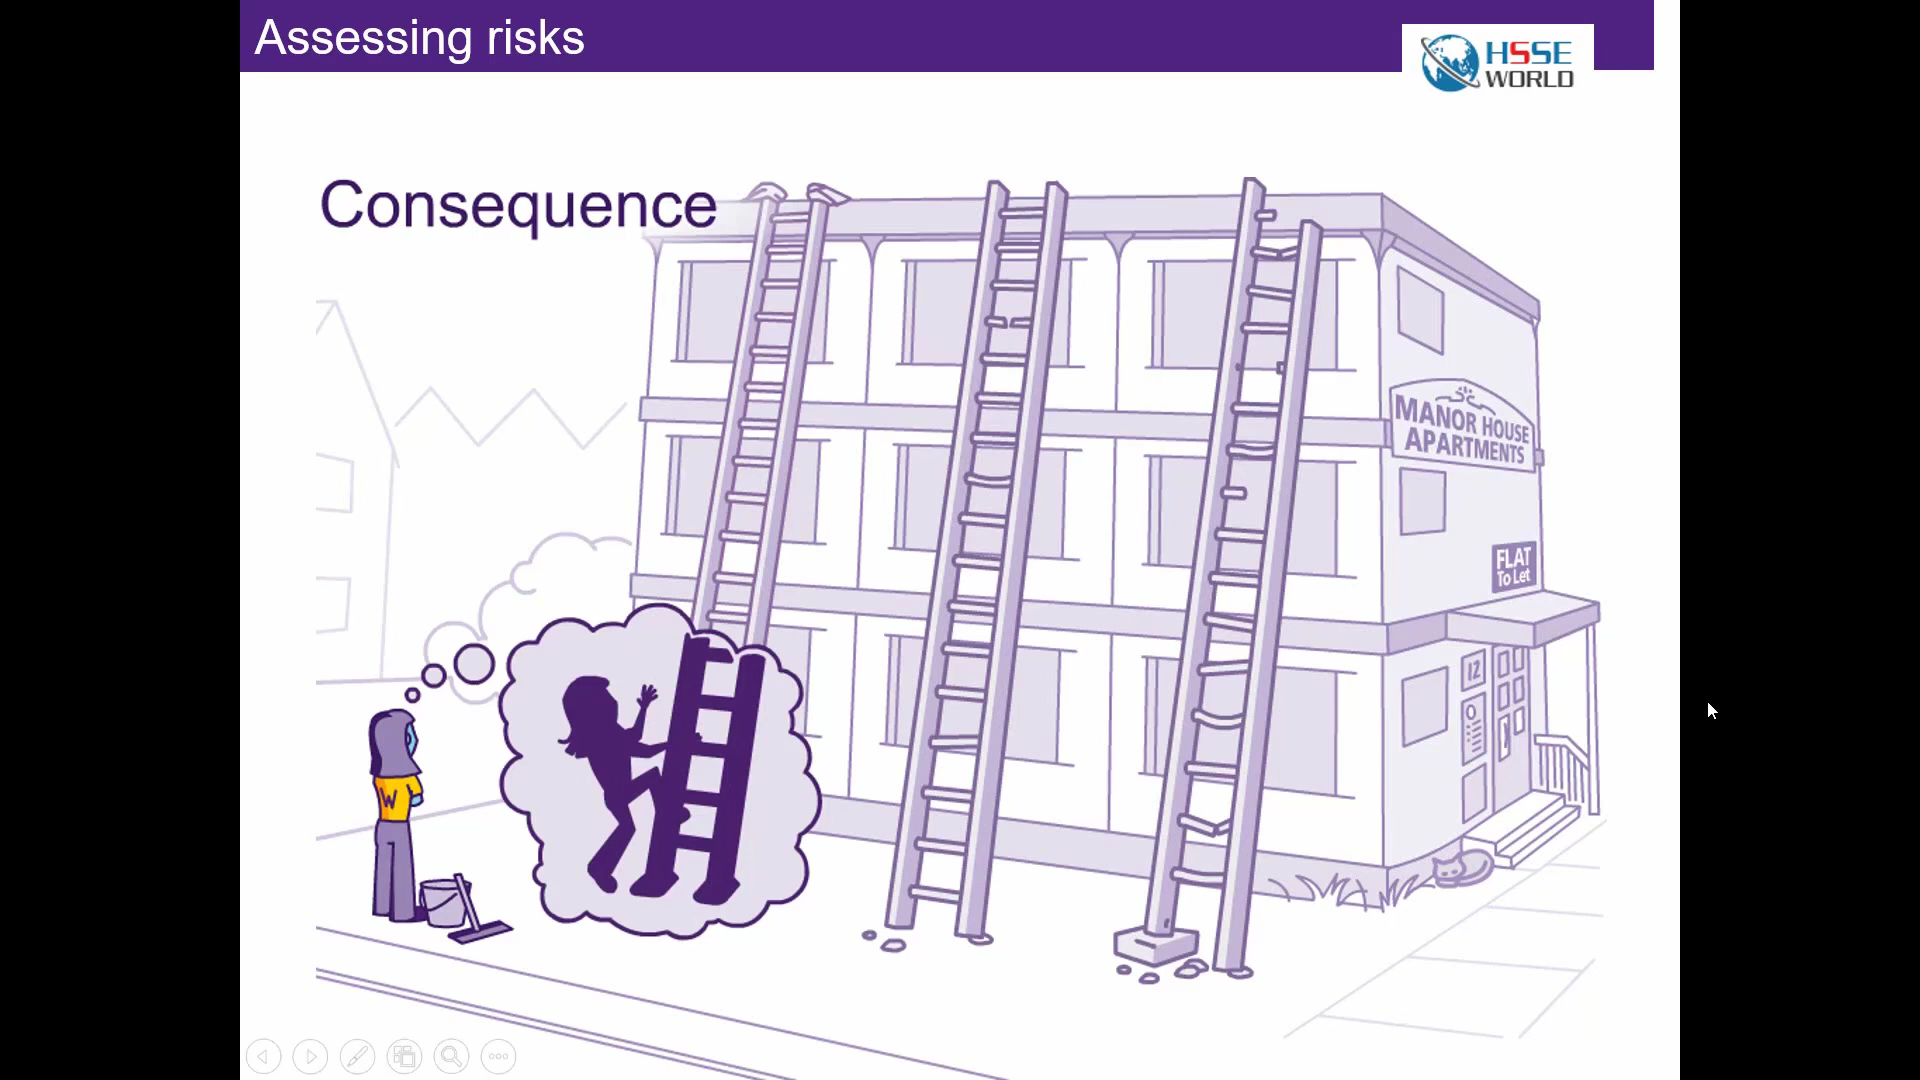 Assessing risks
HSSE
WORLD
Consequence
MANOR HOUSE
APARTMENTS
FLAT
To Let
12
W